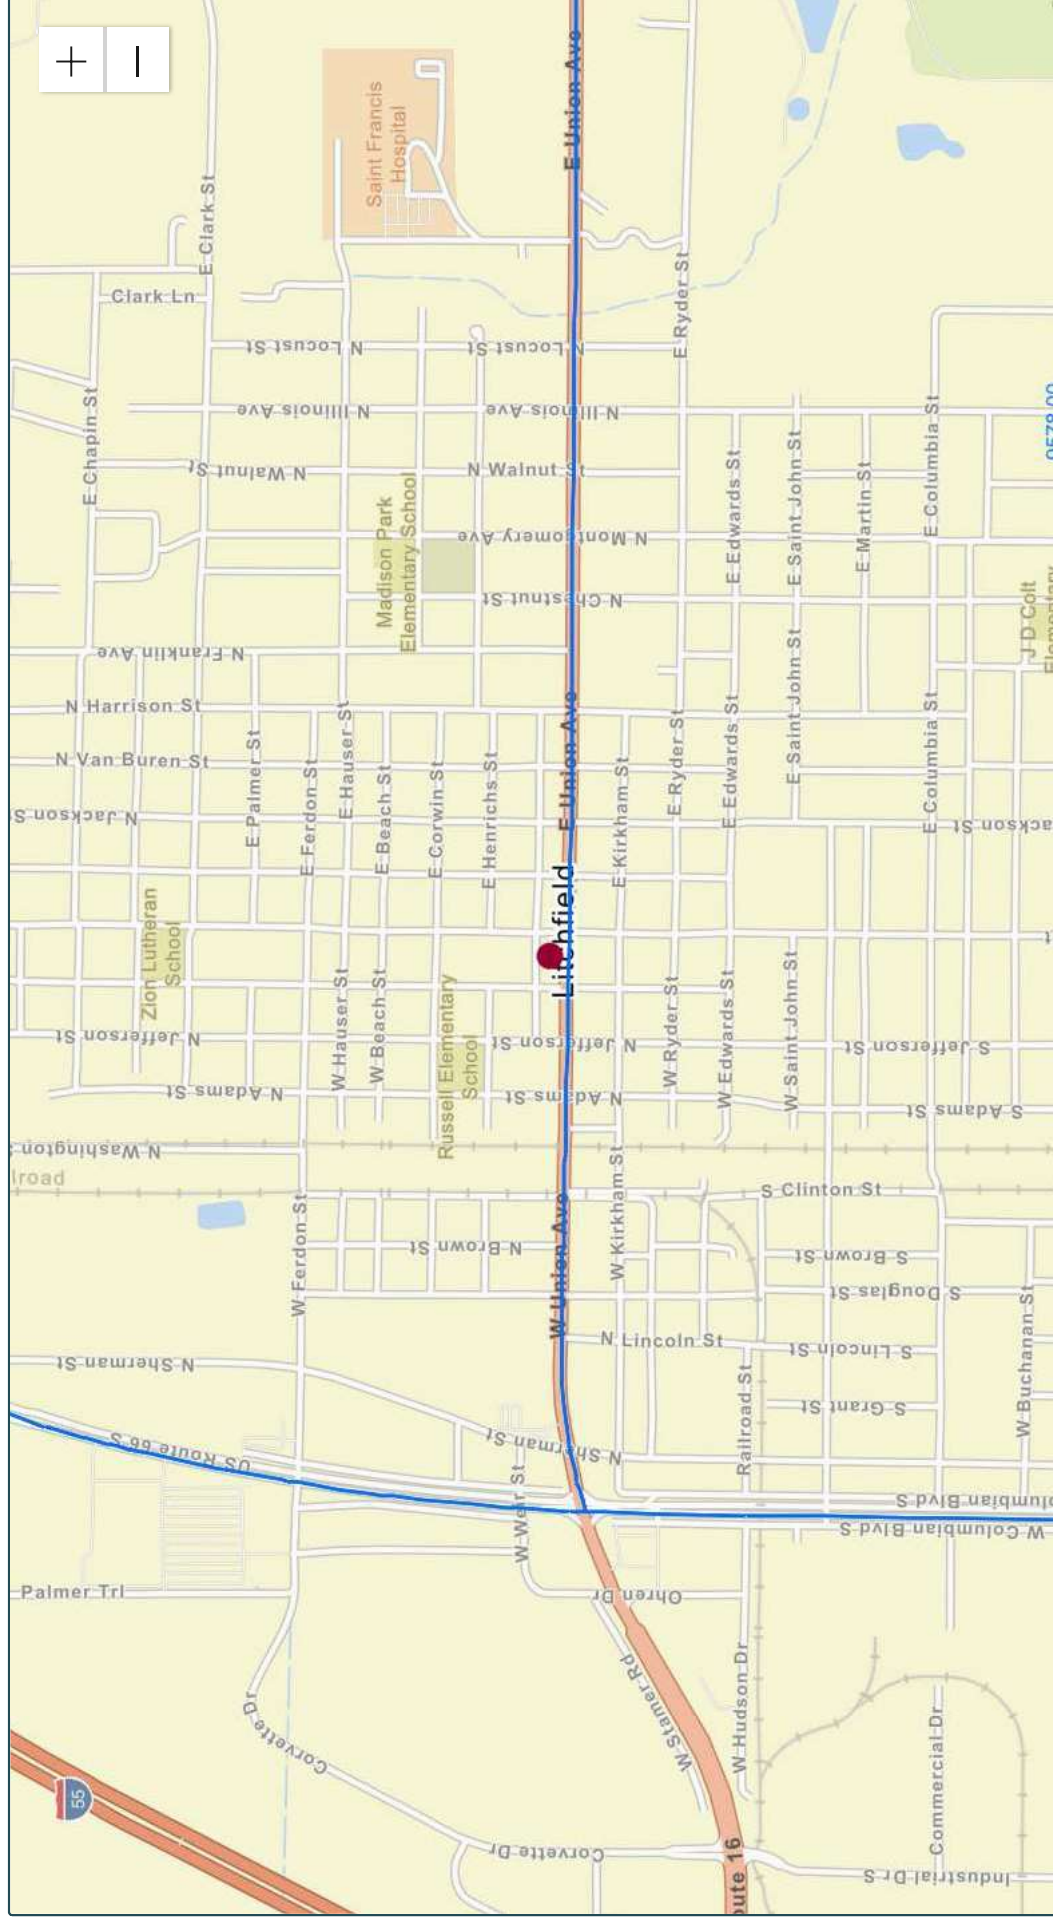 E Union Ave
Saint Francis
Hospital
E Clark St
Clark Ln
E Ryder St
N Locust St
N Locust St
N Illinois Ave
N Illinois Ave
E Chapin St
N Walnut St
N Walnut St
E Columbia St
E Edwards St
E Saint John St
E Martin St
Madison Park
Elementary School
N Montgomery Ave
N Chestnut St
J D Colt
N Franklin Ave
N Harrison St
E Hauser St
E Union Ave
E Ryder St
E Edwards St
E Saint John St
E Columbia St
N Van Buren St
E Palmer St
E Ferdon St
E Beach St
E Corwin St
E Henrichs St
E Kirkham St
N Jackson S
Litchfield
Zion Lutheran
School
W Hauser St
W Beach St
Russell Elementary
School
W Ryder St
W Edwards St
W Saint John St
N Jefferson St
N Jefferson St
S Jefferson St
N Adams St
N Adams St
S Adams St
N Washington S
lroad
S Clinton St
W Ferdon St
W Union Ave
W Kirkham St
N Brown St
S Brown St
S Douglas St
N Lincoln St
S Lincoln St
W Buchanan St
N Sherman St
N Sherman St
Railroad St
S Grant St
US Route 66 S
W Weir St
W Columbian Blvd S
Palmer Trl
Ohren Dr
W Stamer Rd
W Hudson Dr
Corvette Dr
Corvette Dr
Corvette Dr
55
Commercial Dr
oute 16
Industrial Dr S